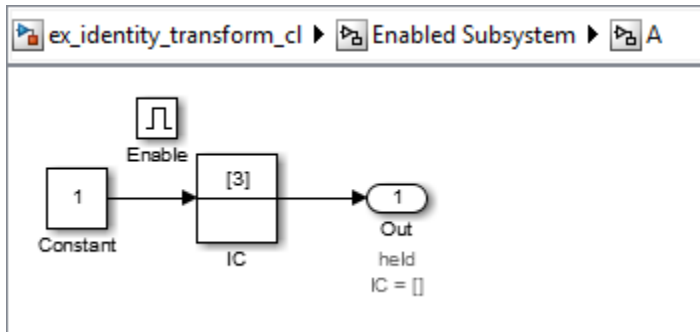 ex_identity_transform_cl ▶ Enabled Subsystem ▶ A
Enable
1
[3]
1
Constant
IC
Out
held
IC = []